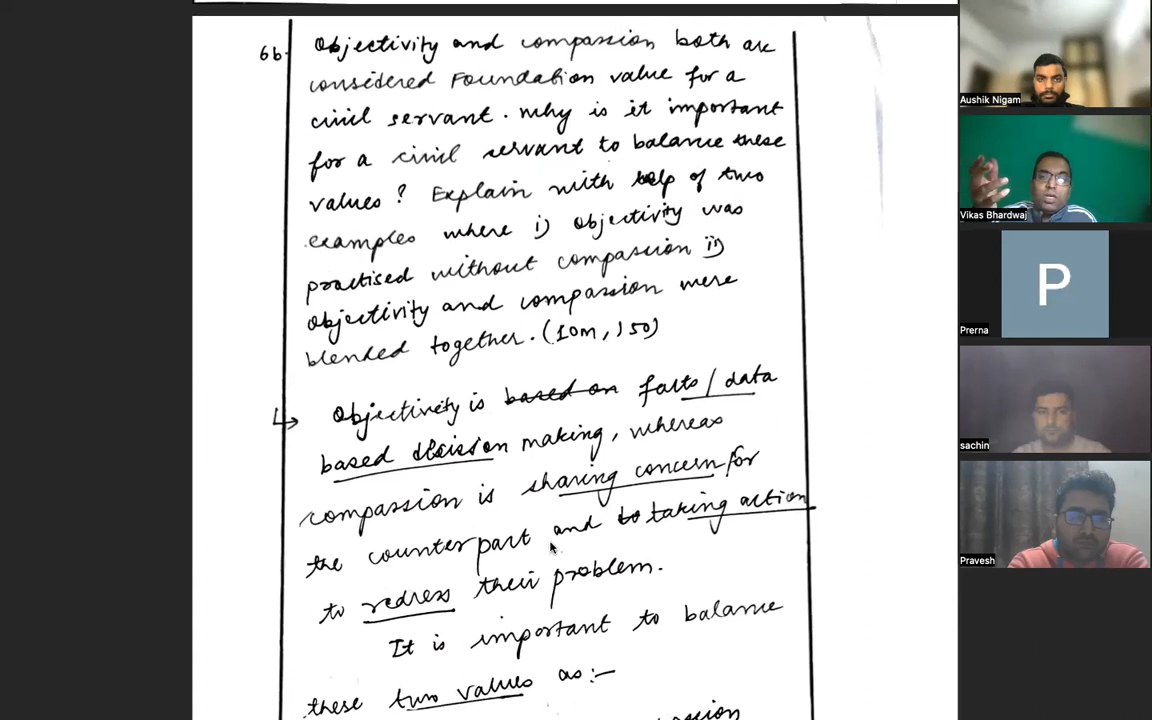 6b. Objectivity and compassion both are
considered Foundation value for a
civil servant. Why is it important
for a civil servant to balance these
values? Explain with help of two
examples where i) objectivity was
practised without compassion ii)
objectivity and compassion were
blended together. (10m, 150)
Objectivity is based on facts/data
based decision making, whereas
compassion is sharing concern for
the counterpart and to taking action
to redress their problem.
It is important to balance
these two values as:-
Aushik Nigam
Vikas Bhardwaj
P
Prerna
sachin
Pravesh